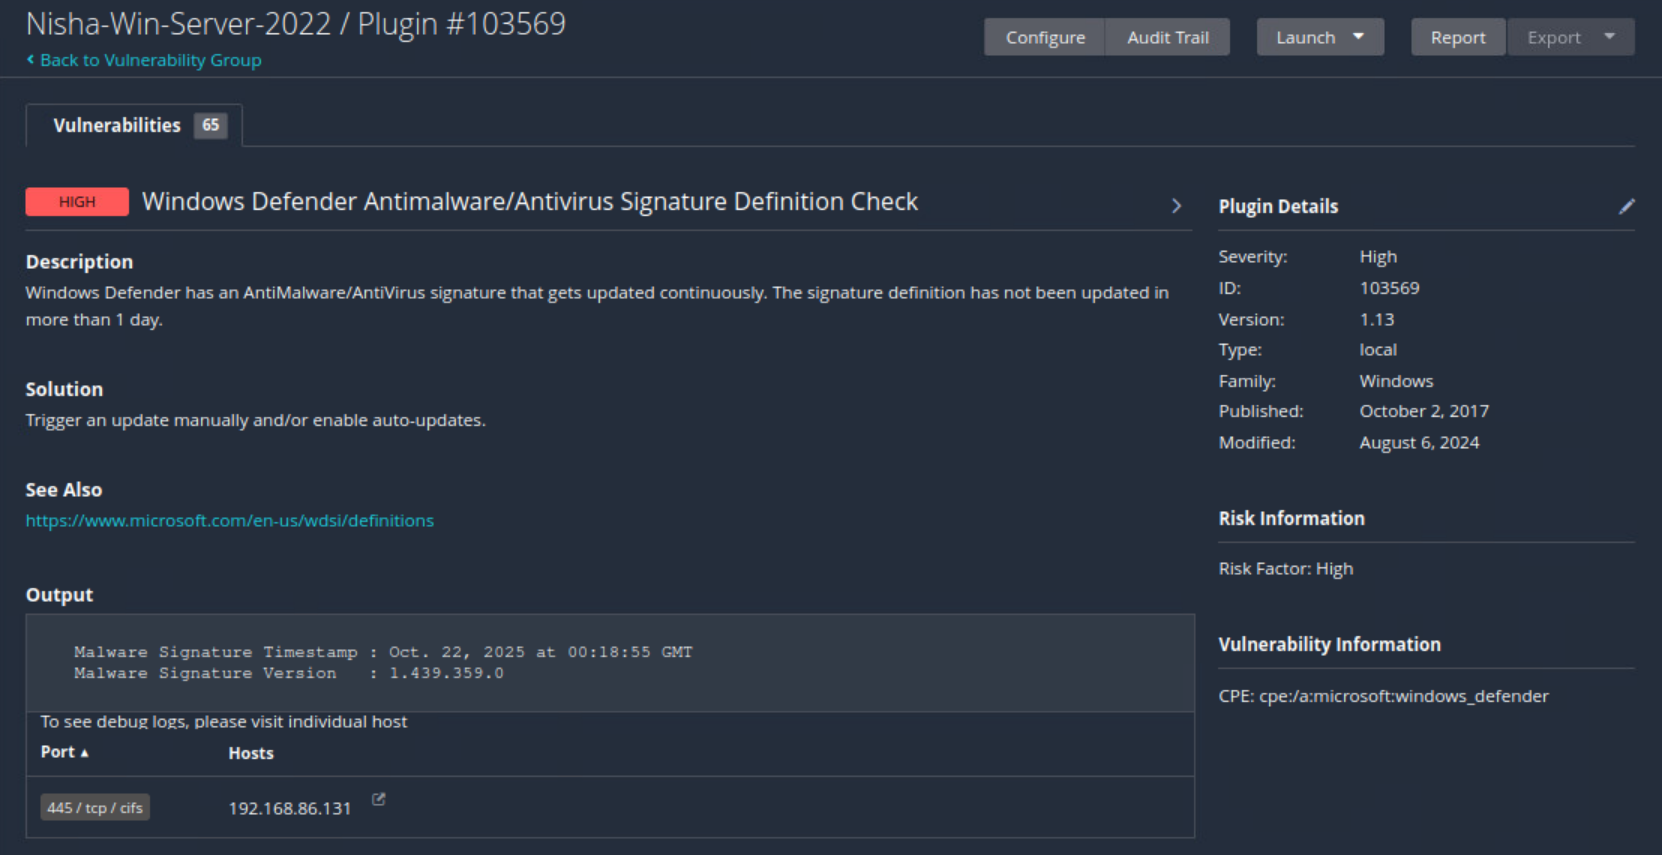 Nisha-Win-Server-2022 / Plugin #103569
Configure
Audit Trail
Launch
Report
Export
Back to Vulnerability Group
Vulnerabilities 65
HIGH Windows Defender Antimalware/Antivirus Signature Definition Check
Description
Windows Defender has an AntiMalware/AntiVirus signature that gets updated continuously. The signature definition has not been updated in
more than 1 day.
Solution
Trigger an update manually and/or enable auto-updates.
See Also
https://www.microsoft.com/en-us/wdsi/definitions
Output
Malware Signature Timestamp : Oct. 22, 2025 at 00:18:55 GMT
Malware Signature Version   : 1.439.359.0
To see debug logs, please visit individual host
Port ▲ Hosts
445 / tcp / cifs 192.168.86.131
Plugin Details
Severity: High
ID: 103569
Version: 1.13
Type: local
Family: Windows
Published: October 2, 2017
Modified: August 6, 2024
Risk Information
Risk Factor: High
Vulnerability Information
CPE: cpe:/a:microsoft:windows_defender